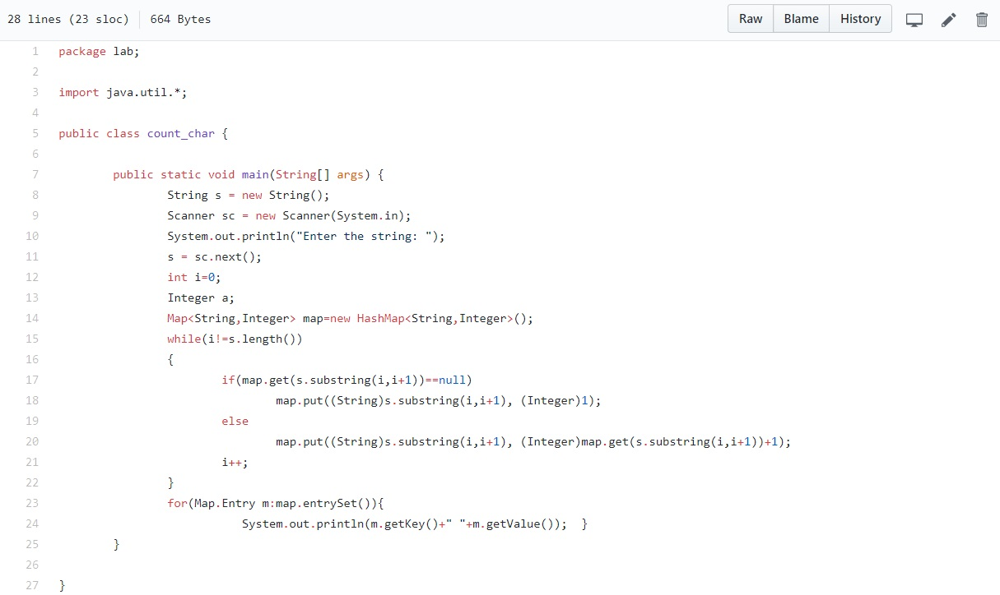 28 lines (23 sloc) 664 Bytes Raw Blame History
1 package lab;
2
3 import java.util.*;
4
5 public class count_char {
6
7 public static void main(String[] args) {
8 String s = new String();
9 Scanner sc = new Scanner(System.in);
10 System.out.println("Enter the string: ");
11 s = sc.next();
12 int i=0;
13 Integer a;
14 Map<String,Integer> map=new HashMap<String,Integer>();
15 while(i!=s.length())
16 {
17 if(map.get(s.substring(i,i+1))==null)
18 map.put((String)s.substring(i,i+1), (Integer)1);
19 else
20 map.put((String)s.substring(i,i+1), (Integer)map.get(s.substring(i,i+1))+1);
21 i++;
22 }
23 for(Map.Entry m:map.entrySet()){
24 System.out.println(m.getKey()+" "+m.getValue());  }
25 }
26
27 }